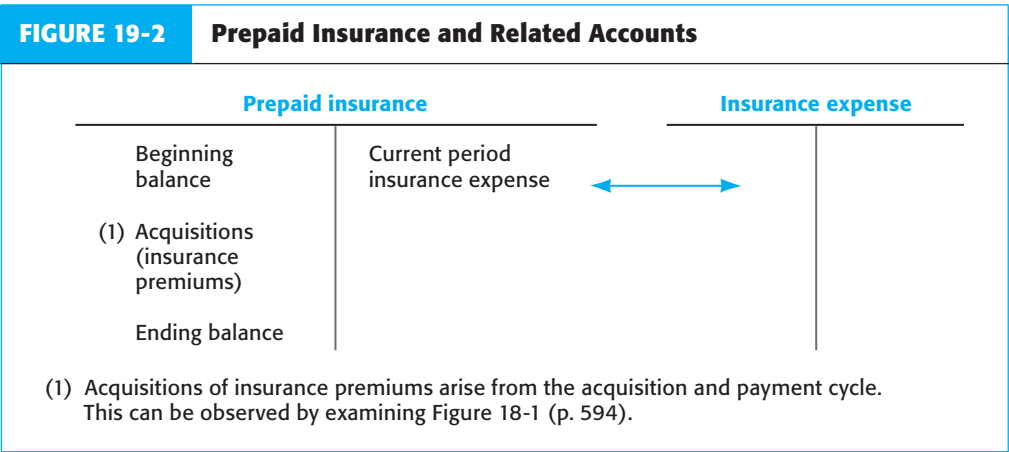 FIGURE 19-2 Prepaid Insurance and Related Accounts
Prepaid insurance
Insurance expense
Beginning
balance
Current period
insurance expense
(1) Acquisitions
(insurance
premiums)
Ending balance
(1) Acquisitions of insurance premiums arise from the acquisition and payment cycle.
This can be observed by examining Figure 18-1 (p. 594).